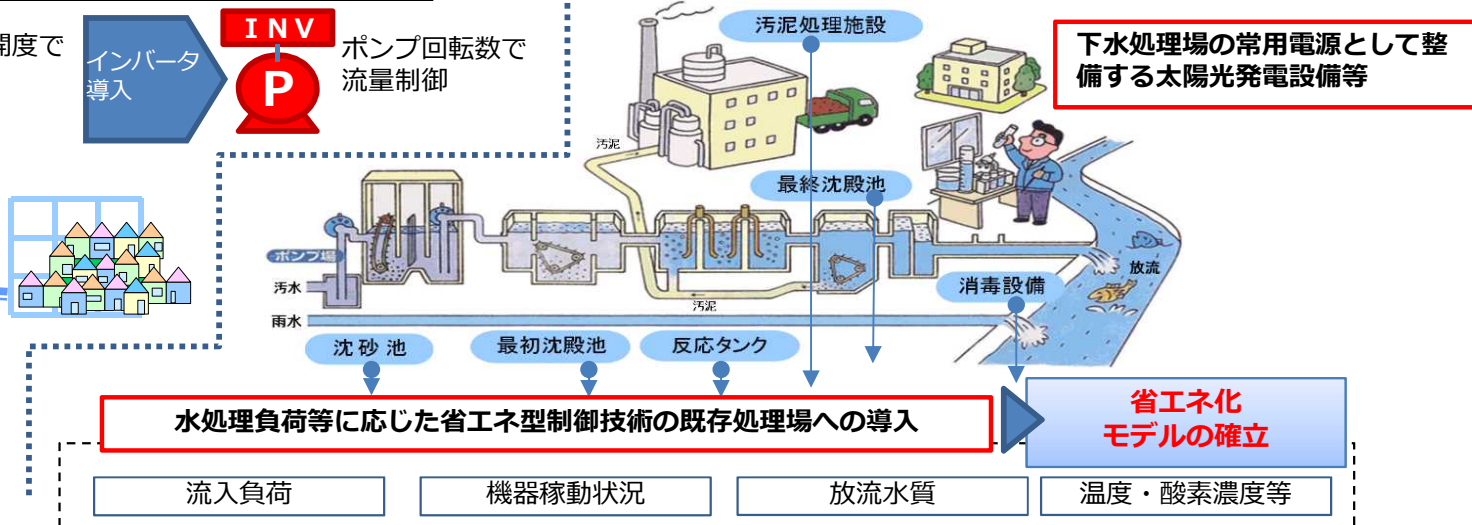 開度で
インバータ
導入
INV
P
ポンプ回転数で
流量制御
汚泥処理施設
下水処理場の常用電源として整
備する太陽光発電設備等
汚泥
最終沈殿池
ポンプ場
汚水
汚泥
放流
消毒設備
雨水
沈砂池
最初沈殿池
反応タンク
水処理負荷等に応じた省エネ型制御技術の既存処理場への導入
省エネ化
モデルの確立
流入負荷
機器稼動状況
放流水質
温度・酸素濃度等